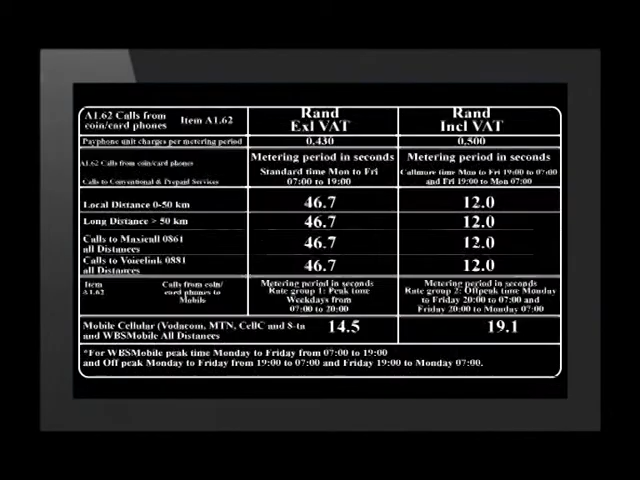 A1.62 Calls from
coin/card phones
Item A1.62
Rand
Exl VAT
Rand
Incl VAT
Payphone unit charges per metering period
0,430
0,500
A1.62 Calls from coin/card phones
Calls to Conventional & Prepaid Services
Metering period in seconds
Standard time Mon to Fri
07:00 to 19:00
Metering period in seconds
Callmore time Mon to Fri 19:00 to 07:00
and Fri 19:00 to Mon 07:00
Local Distance 0-50 km
46.7
12.0
Long Distance > 50 km
46.7
12.0
Calls to Maxicall 0861
all Distances
46.7
12.0
Calls to Voicelink 0881
all Distances
46.7
12.0
Item
A1.62
Calls from coin/
card phones to
Mobile
Metering period in seconds
Rate group 1: Peak time
Weekdays from
07:00 to 20:00
Metering period in seconds
Rate group 2: Offpeak time Monday
to Friday 20:00 to 07:00 and
Friday 20:00 to Monday 07:00
Mobile Cellular (Vodacom, MTN, CellC and 8-ta
and WBSMobile All Distances
14.5
19.1
*For WBSMobile peak time Monday to Friday from 07:00 to 19:00
and Off peak Monday to Friday from 19:00 to 07:00 and Friday 19:00 to Monday 07:00.